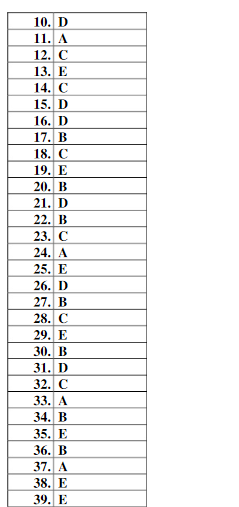 10. D
11. A
12. C
13. E
14. C
15. D
16. D
17. B
18. C
19. E
20. B
21. D
22. B
23. C
24. A
25. E
26. D
27. B
28. C
29. E
30. B
31. D
32. C
33. A
34. B
35. E
36. B
37. A
38. E
39. E